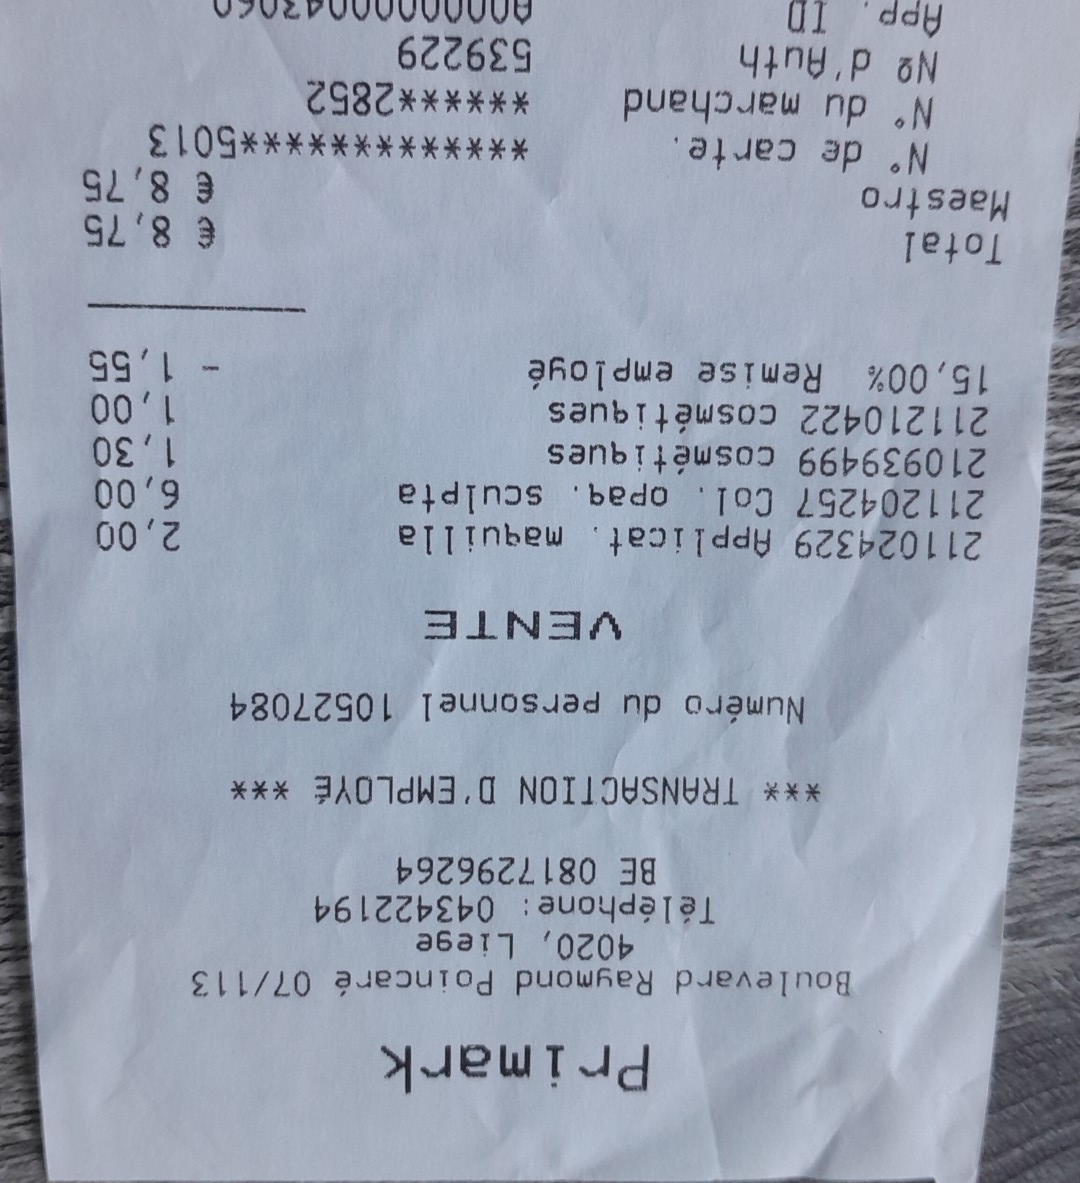 Primark
Boulevard Raymond Poincaré 07/113
4020, Liege
Téléphone: 043422194
BE 0817296264
*** TRANSACTION D'EMPLOYÉ ***
Numéro du personnel 10527084
VENTE
211024329 Applicat. maquilla 2,00
211204257 Col. opaq. sculpta 6,00
210939499 cosmétiques 1,30
211210422 cosmétiques 1,00
15,00% Remise employé - 1,55
Total € 8,75
Maestro € 8,75
N° de carte. ***************5013
N° du marchand *******2852
Nº d'Auth 539229
App. ID A0000000043060